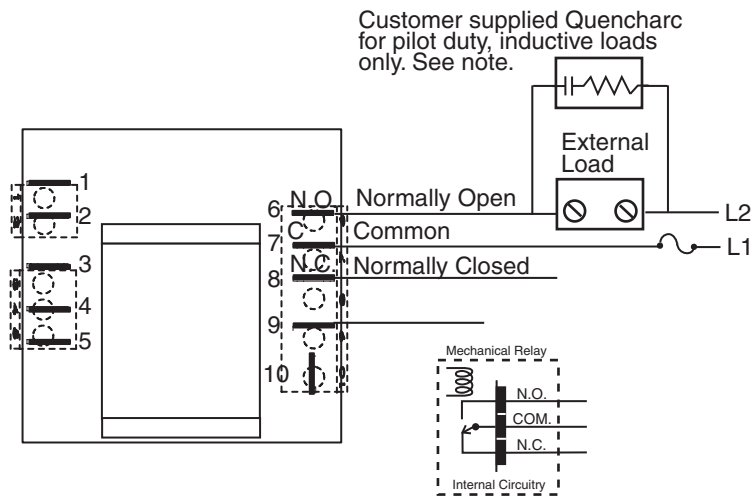 Customer supplied Quencharc
for pilot duty, inductive loads
only. See note.
External
Load
1
2
3
4
5
6 N.O. Normally Open
L2
7 C Common
L1
8 N.C. Normally Closed
9
10
Mechanical Relay
N.O.
COM.
N.C.
Internal Circuitry